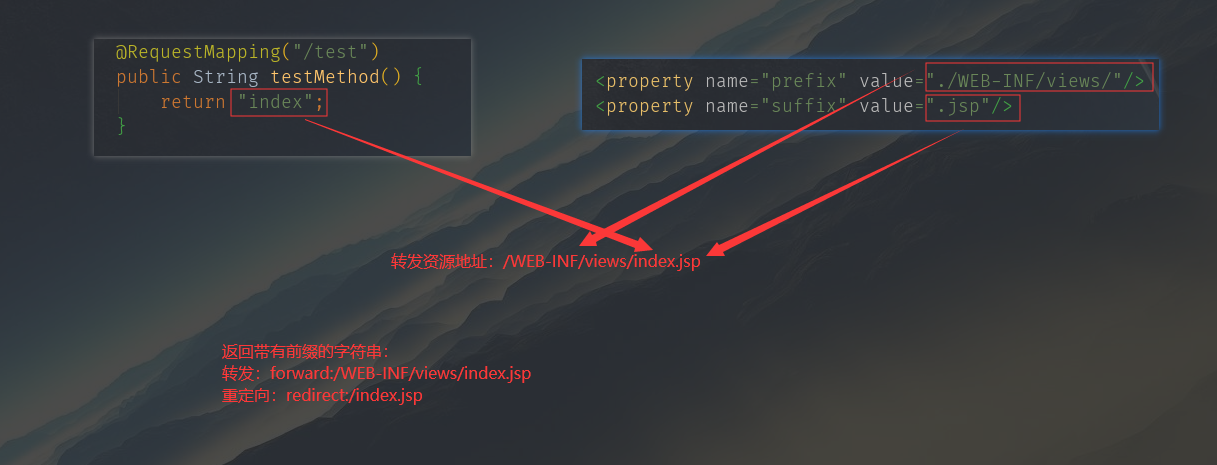 @RequestMapping("/test")
public String testMethod() {
    return "index";
}
<property name="prefix" value="./WEB-INF/views/"/>
<property name="suffix" value=".jsp"/>
转发资源地址：/WEB-INF/views/index.jsp
返回带有前缀的字符串：
转发：forward:/WEB-INF/views/index.jsp
重定向：redirect:/index.jsp